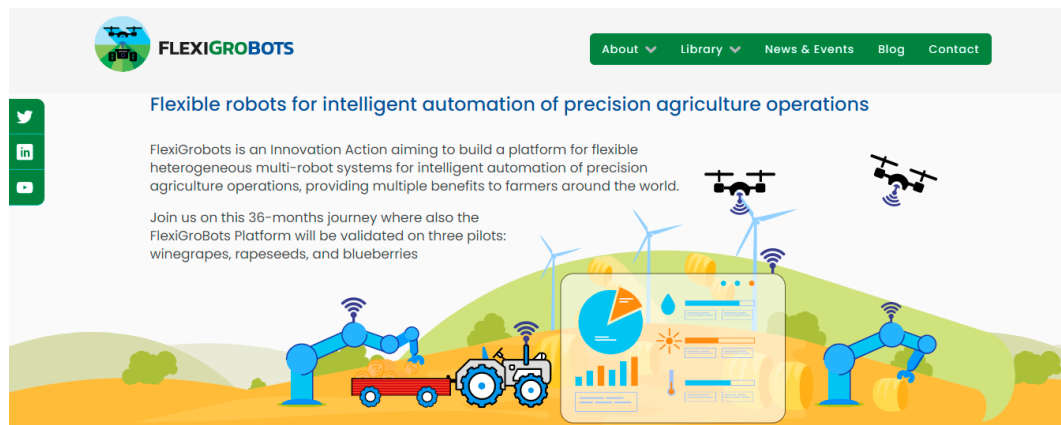 FLEXIGROBOTS
About
Library
News & Events
Blog
Contact
Flexible robots for intelligent automation of precision agriculture operations
FlexiGrobots is an Innovation Action aiming to build a platform for flexible
heterogeneous multi-robot systems for intelligent automation of precision
agriculture operations, providing multiple benefits to farmers around the world.
Join us on this 36-months journey where also the
FlexiGroBots Platform will be validated on three pilots:
winegrapes, rapeseeds, and blueberries
in